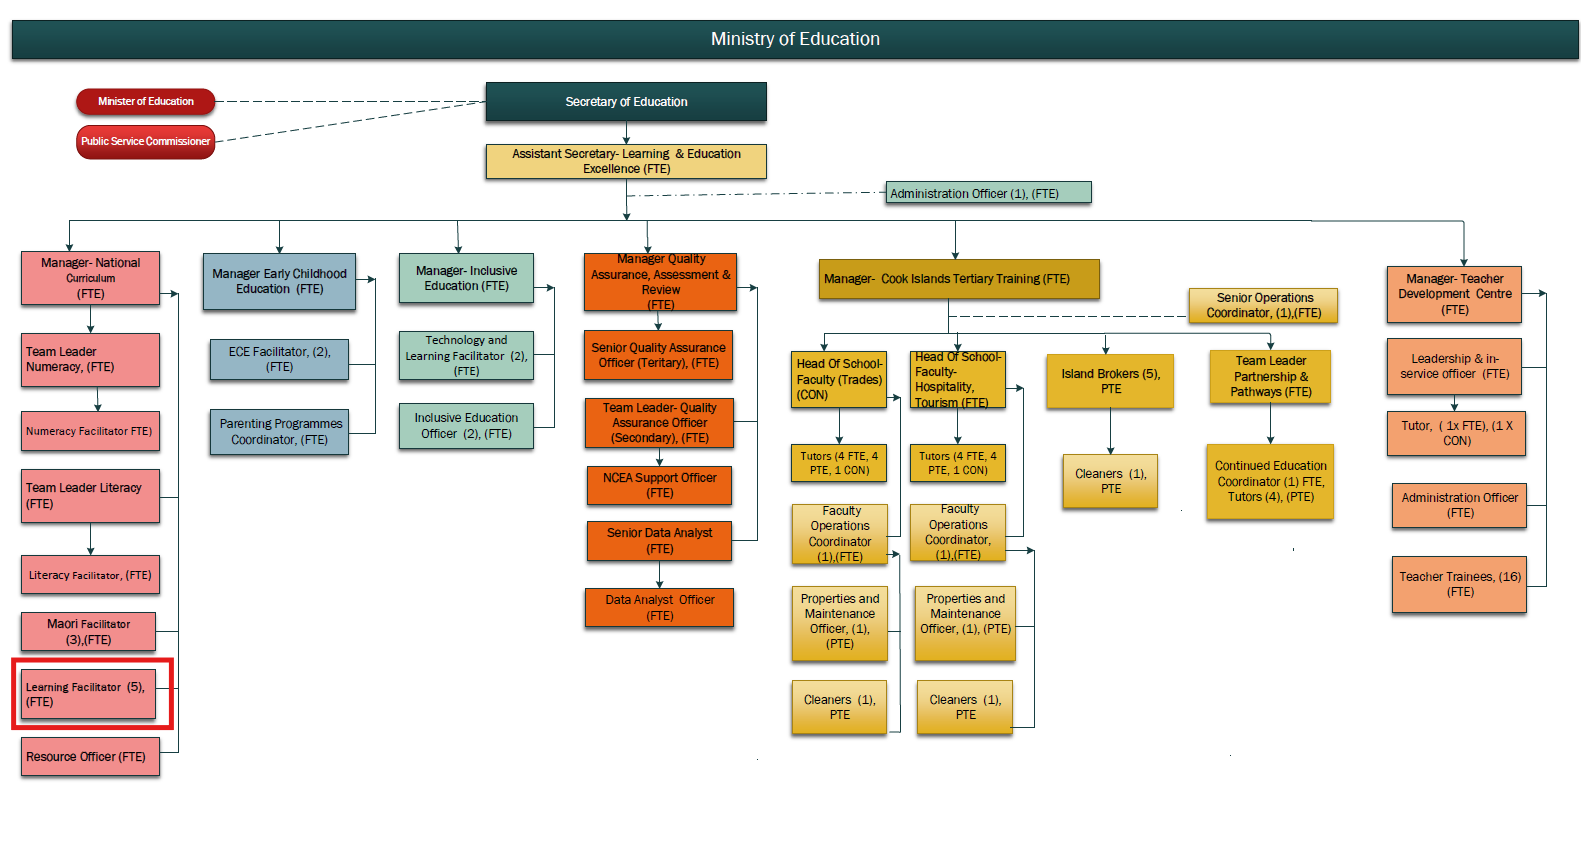 Ministry of Education
Minister of Education
Secretary of Education
Public Service Commissioner
Assistant Secretary- Learning & Education
Excellence (FTE)
Administration Officer (1), (FTE)
Manager- National
Curriculum
(FTE)
Team Leader
Numeracy, (FTE)
Numeracy Facilitator FTE)
Team Leader Literacy
(FTE)
Literacy Facilitator, (FTE)
Maori Facilitator
(3),(FTE)
Learning Facilitator (5),
(FTE)
Resource Officer (FTE)
Manager Early Childhood
Education (FTE)
ECE Facilitator, (2),
(FTE)
Parenting Programmes
Coordinator, (FTE)
Manager- Inclusive
Education (FTE)
Technology and
Learning Facilitator (2),
(FTE)
Inclusive Education
Officer (2), (FTE)
Manager Quality
Assurance, Assessment &
Review
(FTE)
Senior Quality Assurance
Officer (Teritary), (FTE)
Team Leader- Quality
Assurance Officer
(Secondary), (FTE)
NCEA Support Officer
(FTE)
Senior Data Analyst
(FTE)
Data Analyst Officer
(FTE)
Manager- Cook Islands Tertiary Training (FTE)
Senior Operations
Coordinator, (1),(FTE)
Head Of School-
Faculty (Trades)
(CON)
Tutors (4 FTE, 4
PTE, 1 CON)
Faculty
Operations
Coordinator
(1),(FTE)
Properties and
Maintenance
Officer, (1),
(PTE)
Cleaners (1),
PTE
Head Of School-
Faculty-
Hospitality,
Tourism (FTE)
Tutors (4 FTE, 4
PTE, 1 CON)
Faculty
Operations
Coordinator,
(1),(FTE)
Properties and
Maintenance
Officer, (1), (PTE)
Cleaners (1),
PTE
Island Brokers (5),
PTE
Cleaners (1),
PTE
Team Leader
Partnership &
Pathways (FTE)
Continued Education
Coordinator (1) FTE,
Tutors (4), (PTE)
Manager- Teacher
Development Centre
(FTE)
Leadership & in-
service officer (FTE)
Tutor, ( 1x FTE), (1 X
CON)
Administration Officer
(FTE)
Teacher Trainees, (16)
(FTE)